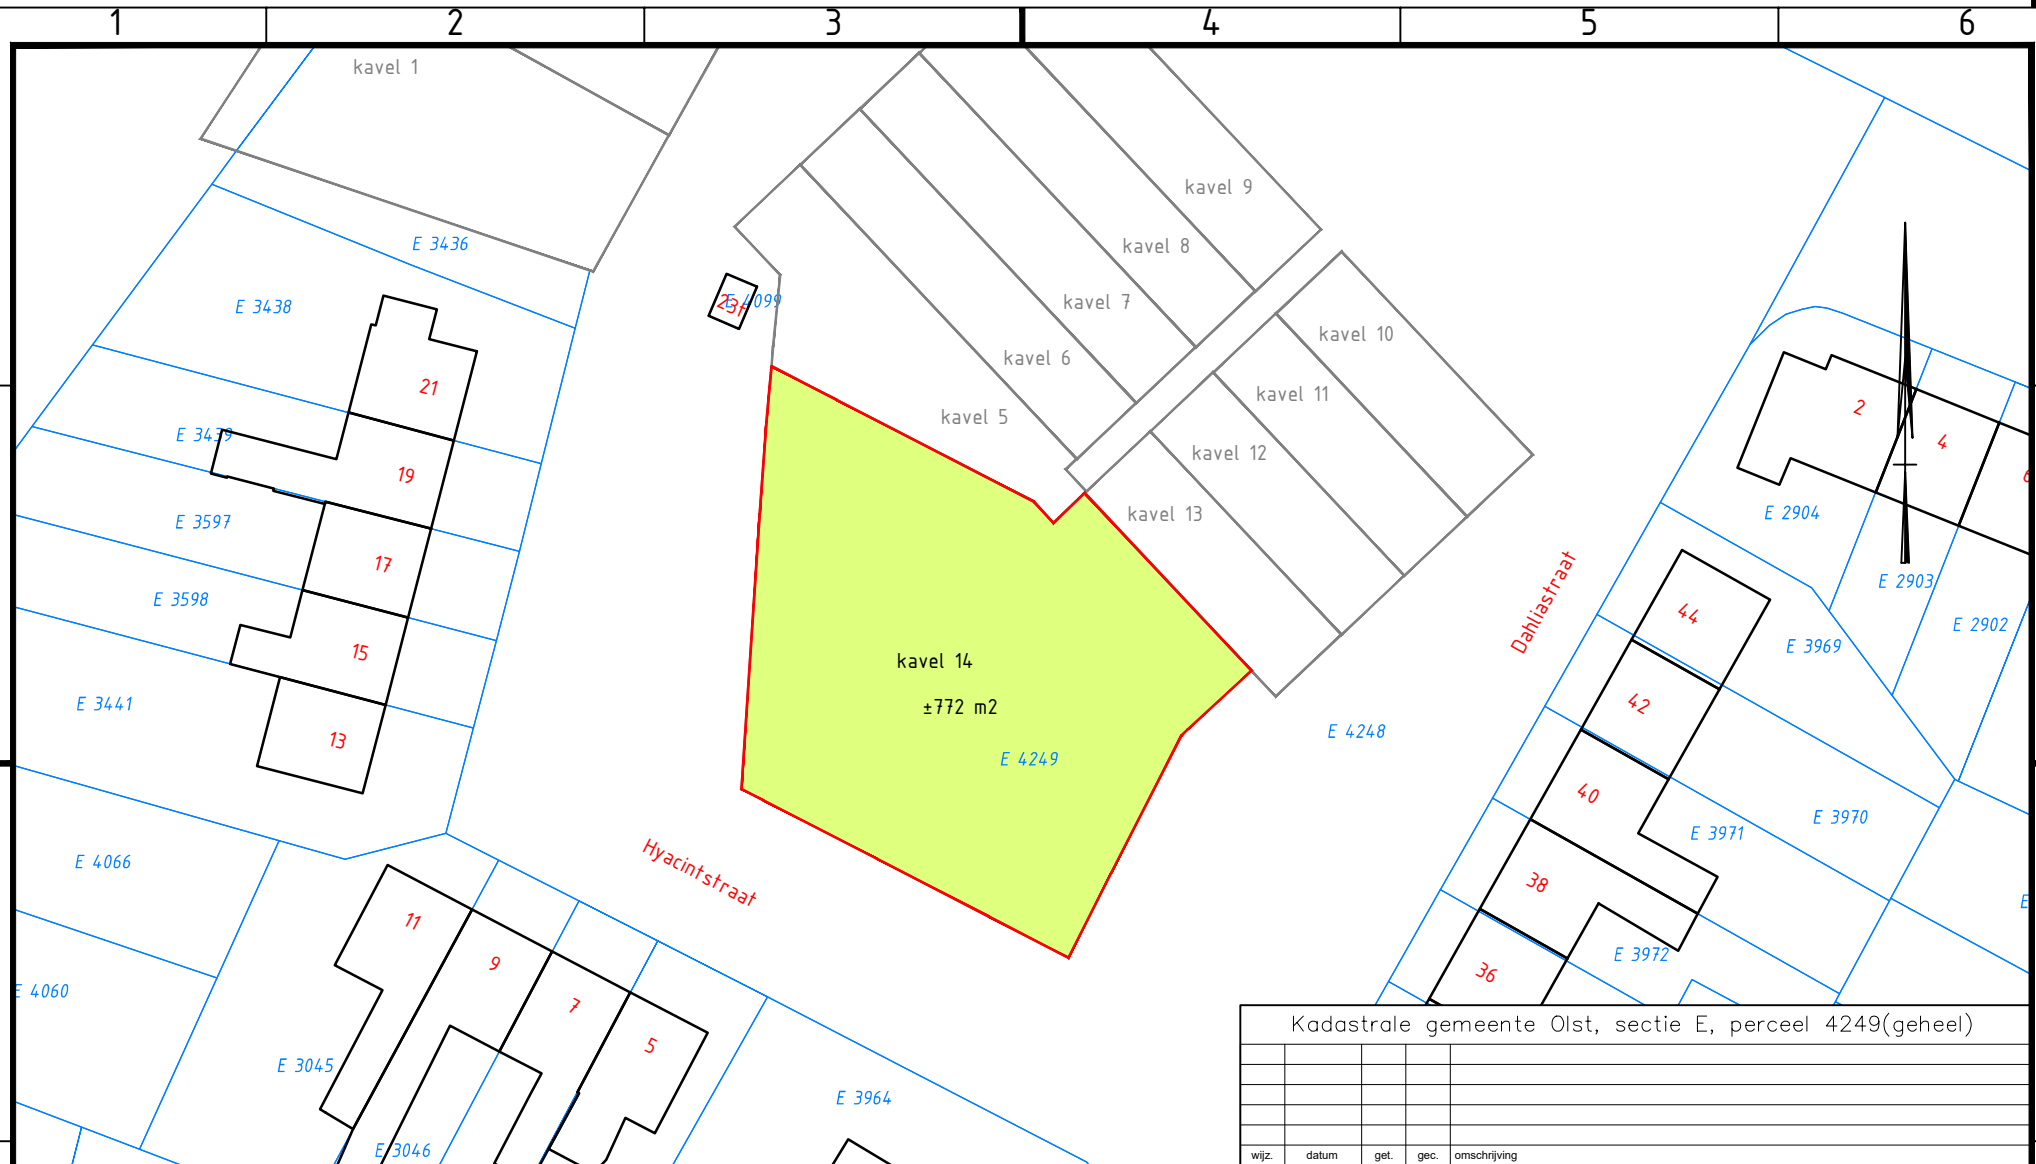 1 2 3 4 5 6
kavel 1
kavel 9
E 3436
kavel 8
E 3438
E 4099
23f
kavel 7
kavel 10
kavel 6
21
kavel 11
2
kavel 5
4
E 3439
kavel 12
19
6
E 3597
kavel 13
E 2904
17
E 2903
E 3598
Dahliastraat
44
E 2902
15
E 3969
kavel 14
E 3441
±772 m2
42
13
E 4248
E 4249
40
E 3970
E 3971
E 4066
Hyacintstraat
38
E
11
E 3972
9
36
E 4060
7
Kadastrale gemeente Olst, sectie E, perceel 4249(geheel)
5
E 3045
E 3964
E 3046
wijz. datum get. gec. omschrijving